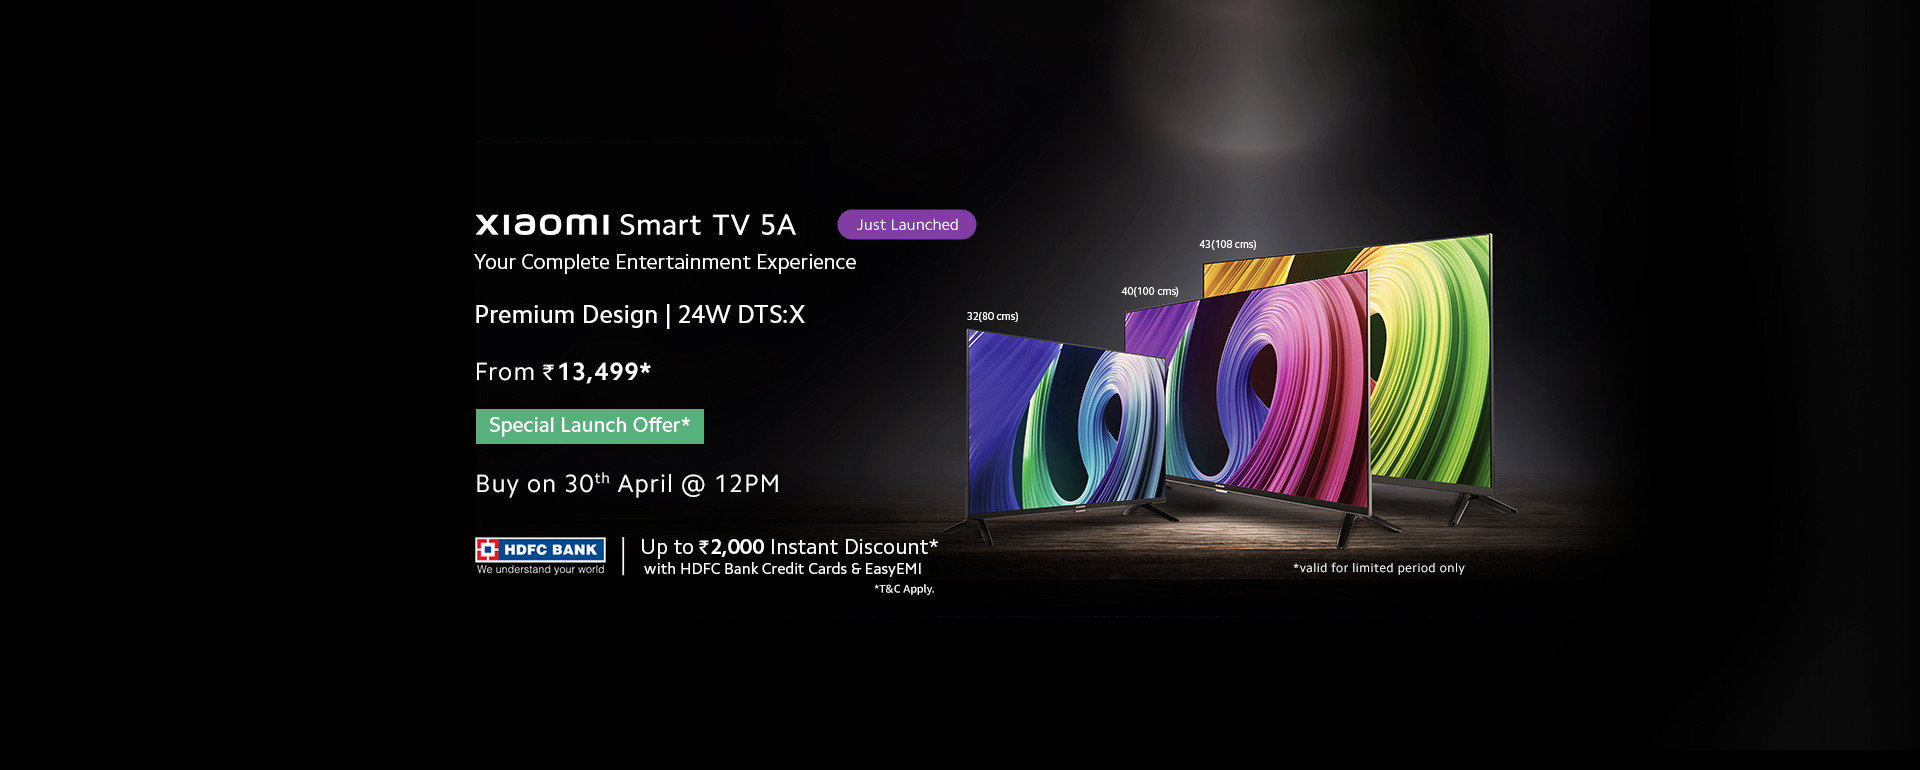 xiaomi Smart TV 5A
Just Launched
Your Complete Entertainment Experience
Premium Design | 24W DTS:X
From ₹13,499*
Special Launch Offer*
Buy on 30th April @ 12PM
HDFC BANK
We understand your world
Up to ₹2,000 Instant Discount*
with HDFC Bank Credit Cards & EasyEMI
*T&C Apply.
32(80 cms)
40(100 cms)
43(108 cms)
*valid for limited period only